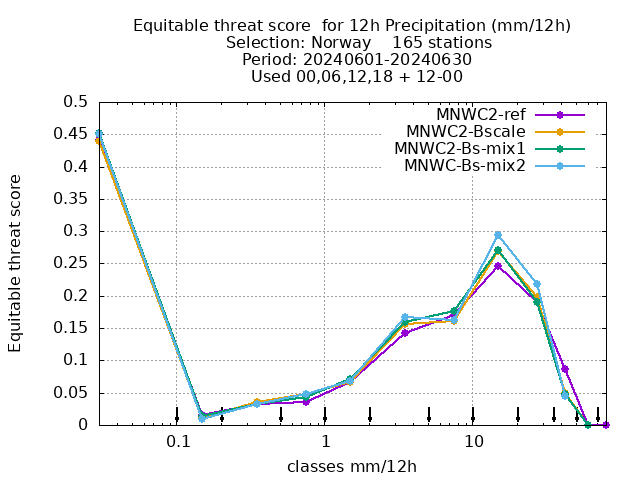 Equitable threat score  for 12h Precipitation (mm/12h)
Selection: Norway    165 stations
Period: 20240601-20240630
Used 00,06,12,18 + 12-00
MNWC2-ref
MNWC2-Bscale
MNWC2-Bs-mix1
MNWC-Bs-mix2
Equitable threat score
0.5
0.45
0.4
0.35
0.3
0.25
0.2
0.15
0.1
0.05
0
0.1
1
10
classes mm/12h